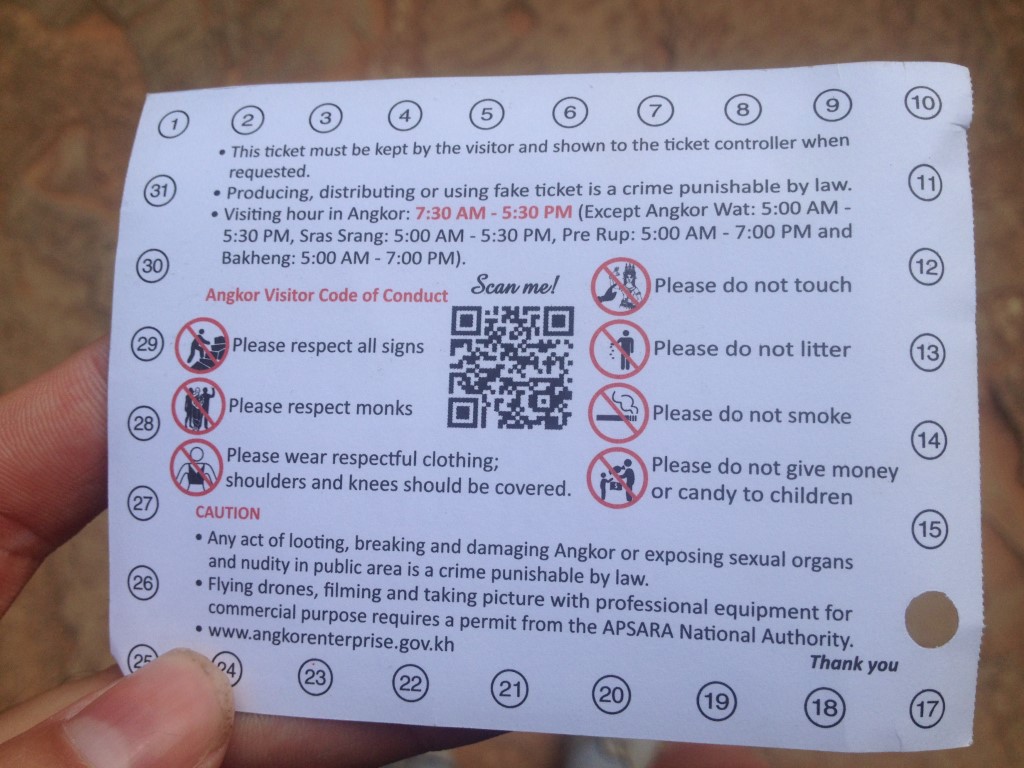 1 2 3 4 5 6 7 8 9 10
• This ticket must be kept by the visitor and shown to the ticket controller when
requested.
• Producing, distributing or using fake ticket is a crime punishable by law.
• Visiting hour in Angkor: 7:30 AM - 5:30 PM (Except Angkor Wat: 5:00 AM -
5:30 PM, Sras Srang: 5:00 AM - 5:30 PM, Pre Rup: 5:00 AM - 7:00 PM and
Bakheng: 5:00 AM - 7:00 PM).
Angkor Visitor Code of Conduct
Please respect all signs
Please respect monks
Please wear respectful clothing;
shoulders and knees should be covered.
Scan me!
Please do not touch
Please do not litter
Please do not smoke
Please do not give money
or candy to children
CAUTION
• Any act of looting, breaking and damaging Angkor or exposing sexual organs
and nudity in public area is a crime punishable by law.
• Flying drones, filming and taking picture with professional equipment for
commercial purpose requires a permit from the APSARA National Authority.
• www.angkorenterprise.gov.kh
Thank you
11
12
13
14
15
17
18
19
20
21
22
23
24
25
26
27
28
29
30
31